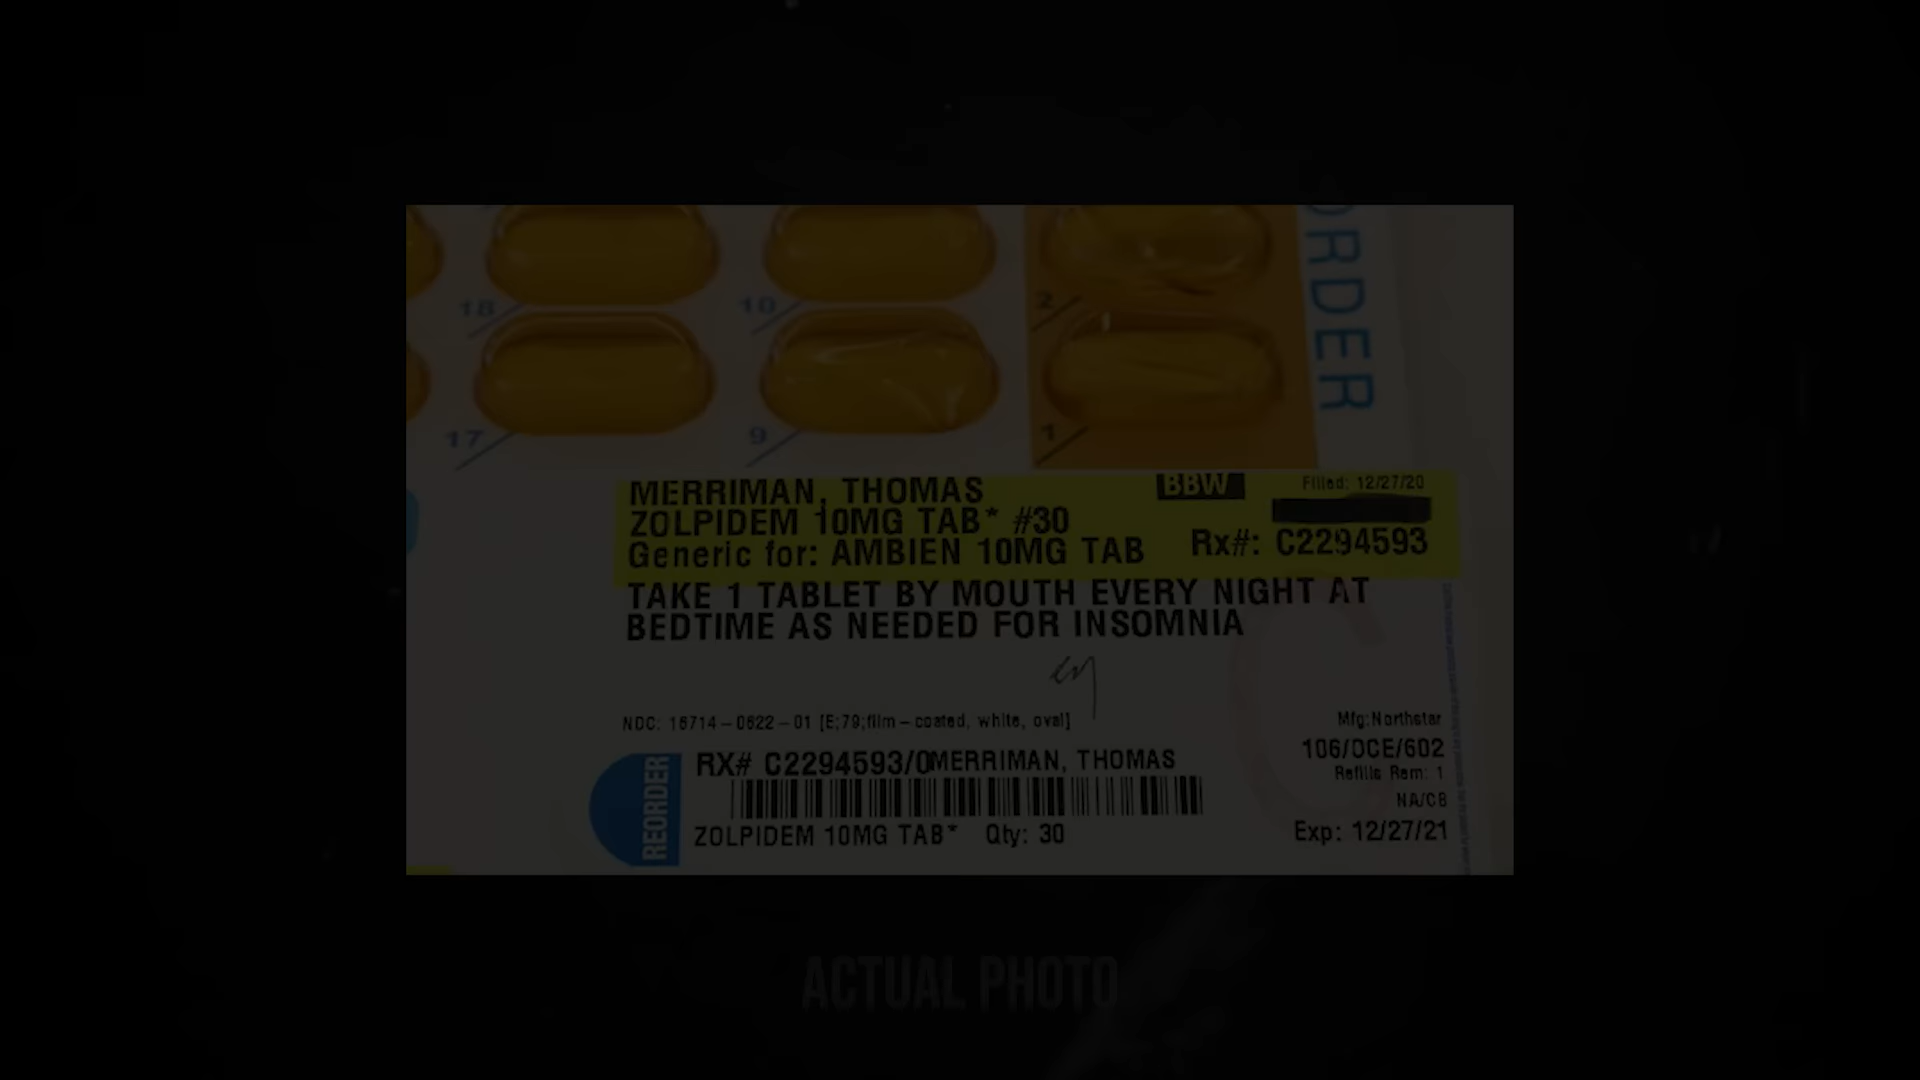 ORDER
18
10
2
17
9
1
MERRIMAN, THOMAS
BBW
Filled: 12/27/20
ZOLPIDEM 10MG TAB* #30
Generic for: AMBIEN 10MG TAB
Rx#: C2294593
TAKE 1 TABLET BY MOUTH EVERY NIGHT AT
BEDTIME AS NEEDED FOR INSOMNIA
NDC: 16714-0622-01 [E;79;film-coated, white, oval]
Mfg:Northstar
RX# C2294593/0MERRIMAN, THOMAS
106/OCE/602
Refills Rem: 1
REORDER
NA/CB
ZOLPIDEM 10MG TAB* Qty: 30
Exp: 12/27/21
ACTUAL PHOTO